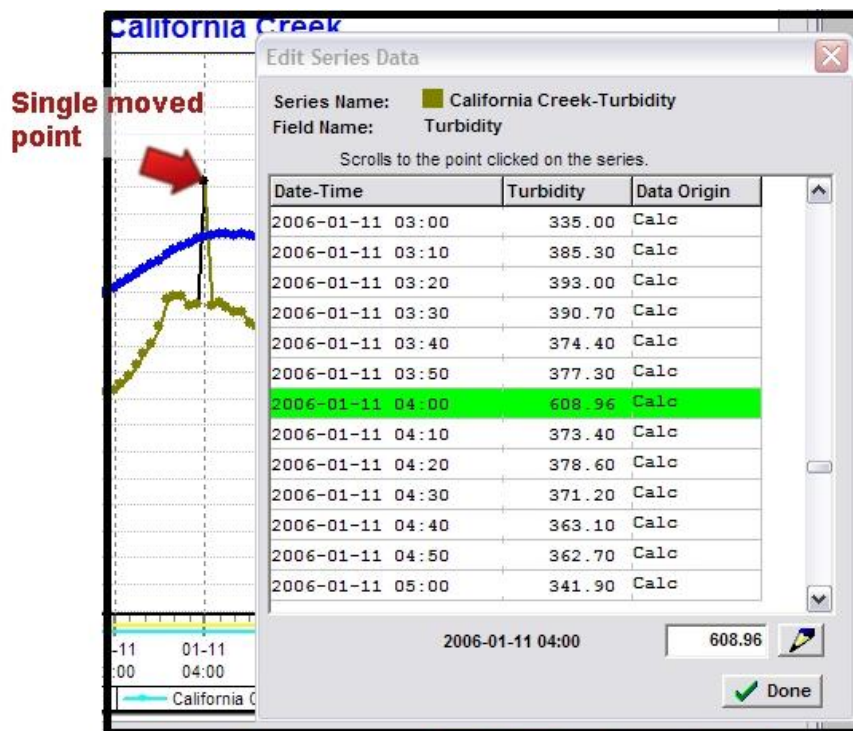 California Creek
Single moved
point
Edit Series Data
Series Name: California Creek-Turbidity
Field Name: Turbidity
Scrolls to the point clicked on the series.
Date-Time Turbidity Data Origin
2006-01-11 03:00 335.00 Calc
2006-01-11 03:10 385.30 Calc
2006-01-11 03:20 393.00 Calc
2006-01-11 03:30 390.70 Calc
2006-01-11 03:40 374.40 Calc
2006-01-11 03:50 377.30 Calc
2006-01-11 04:00 608.96 Calc
2006-01-11 04:10 373.40 Calc
2006-01-11 04:20 378.60 Calc
2006-01-11 04:30 371.20 Calc
2006-01-11 04:40 363.10 Calc
2006-01-11 04:50 362.70 Calc
2006-01-11 05:00 341.90 Calc
2006-01-11 04:00 608.96
Done
-11 01-11
:00 04:00
California C